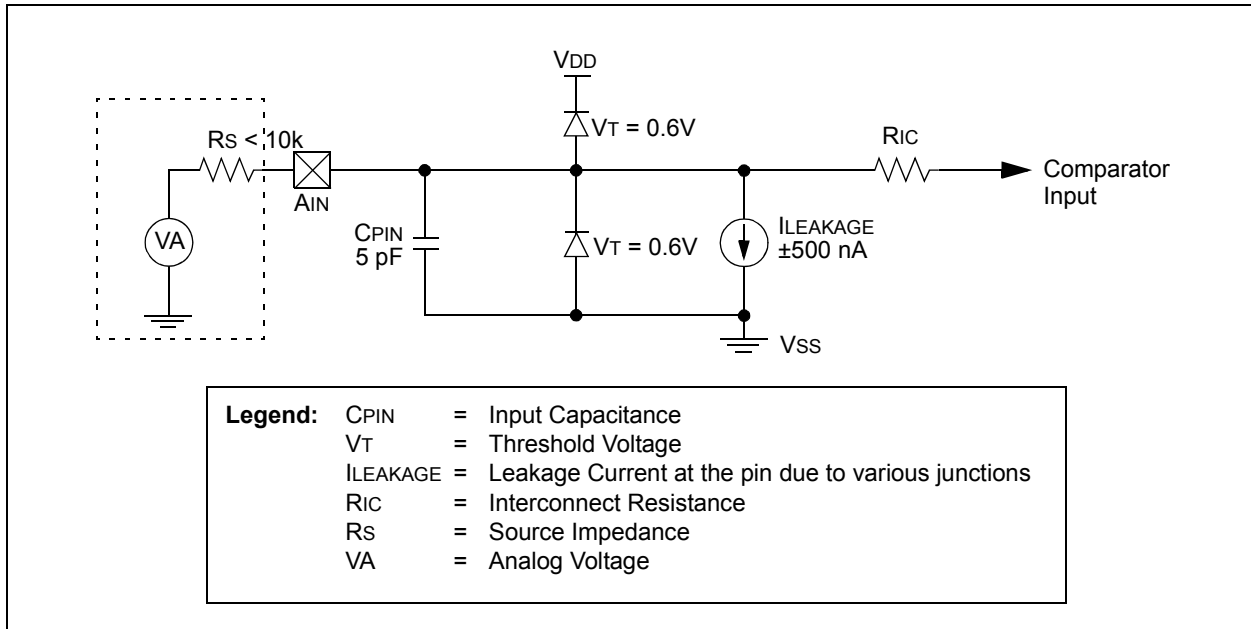 VDD
VT = 0.6V
RS < 10k
RIC
AIN
Comparator
Input
VA
CPIN
5 pF
VT = 0.6V
ILEAKAGE
±500 nA
VSS
Legend: CPIN = Input Capacitance
VT = Threshold Voltage
ILEAKAGE = Leakage Current at the pin due to various junctions
RIC = Interconnect Resistance
RS = Source Impedance
VA = Analog Voltage